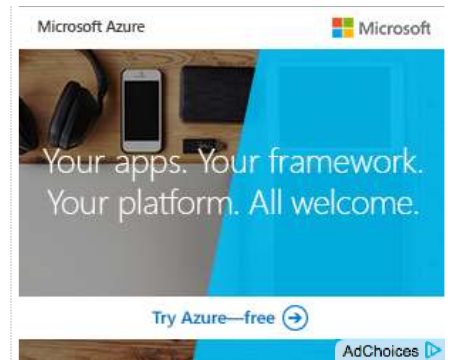 Microsoft Azure
Microsoft
Your apps. Your framework.
Your platform. All welcome.
Try Azure—free
AdChoices